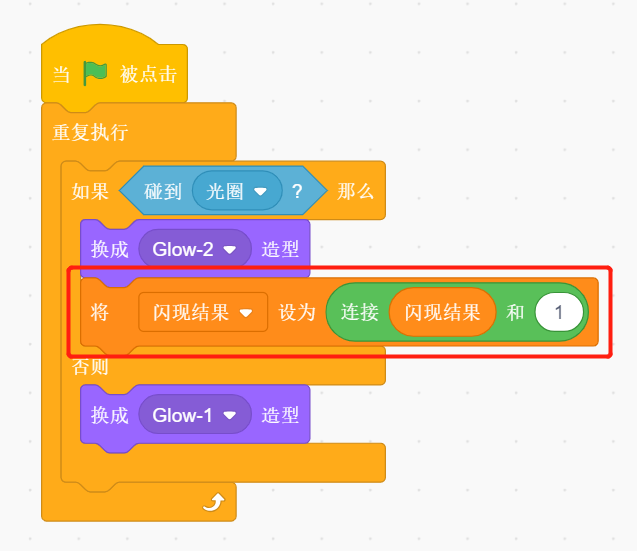 当 被点击
重复执行
如果 碰到 光圈 ? 那么
换成 Glow-2 造型
将 闪现结果 设为 连接 闪现结果 和 1
否则
换成 Glow-1 造型